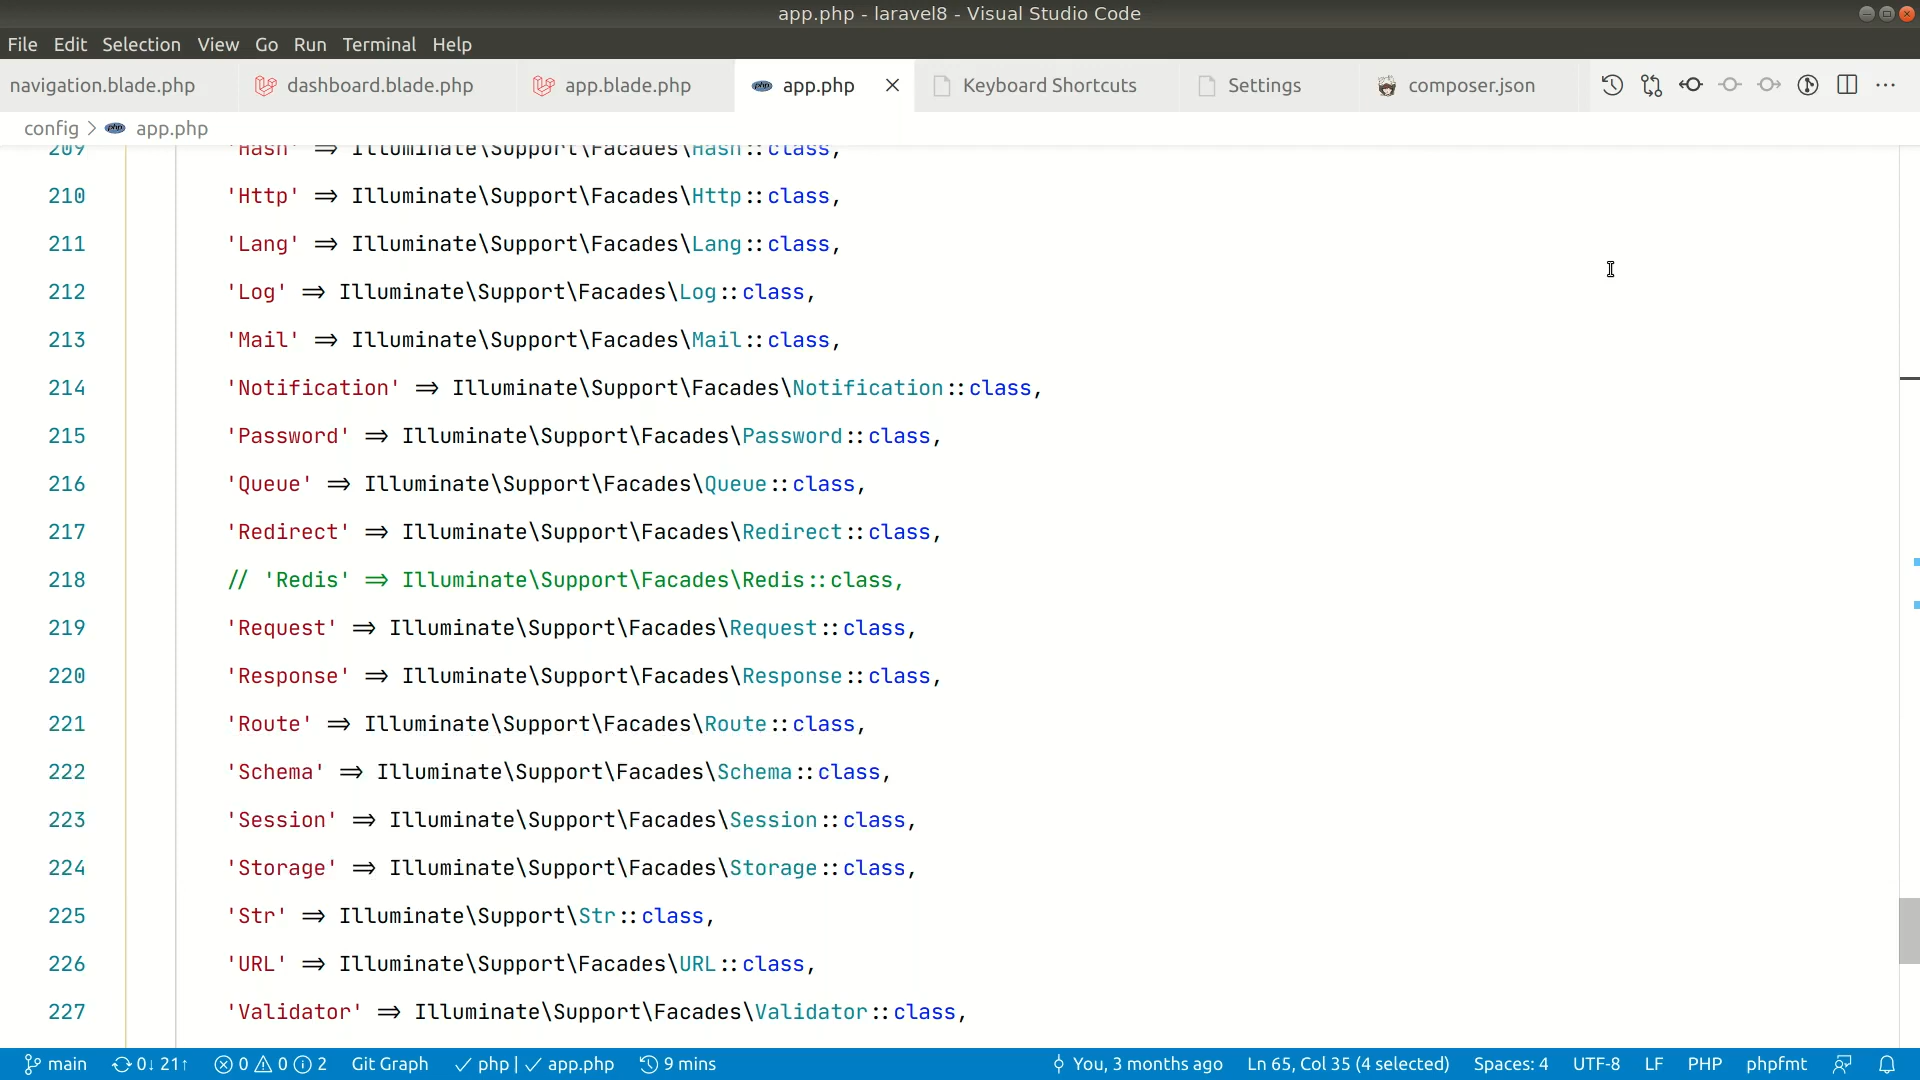 app.php - laravel8 - Visual Studio Code
File Edit Selection View Go Run Terminal Help
navigation.blade.php dashboard.blade.php app.blade.php app.php Keyboard Shortcuts Settings composer.json
config > app.php
209 'Hash' => Illuminate\Support\Facades\Hash::class,
210 'Http' => Illuminate\Support\Facades\Http::class,
211 'Lang' => Illuminate\Support\Facades\Lang::class,
212 'Log' => Illuminate\Support\Facades\Log::class,
213 'Mail' => Illuminate\Support\Facades\Mail::class,
214 'Notification' => Illuminate\Support\Facades\Notification::class,
215 'Password' => Illuminate\Support\Facades\Password::class,
216 'Queue' => Illuminate\Support\Facades\Queue::class,
217 'Redirect' => Illuminate\Support\Facades\Redirect::class,
218 // 'Redis' => Illuminate\Support\Facades\Redis::class,
219 'Request' => Illuminate\Support\Facades\Request::class,
220 'Response' => Illuminate\Support\Facades\Response::class,
221 'Route' => Illuminate\Support\Facades\Route::class,
222 'Schema' => Illuminate\Support\Facades\Schema::class,
223 'Session' => Illuminate\Support\Facades\Session::class,
224 'Storage' => Illuminate\Support\Facades\Storage::class,
225 'Str' => Illuminate\Support\Str::class,
226 'URL' => Illuminate\Support\Facades\URL::class,
227 'Validator' => Illuminate\Support\Facades\Validator::class,
main 0↓ 21↑ 0 0 2 Git Graph ✓ php | ✓ app.php 9 mins You, 3 months ago Ln 65, Col 35 (4 selected) Spaces: 4 UTF-8 LF PHP phpfmt